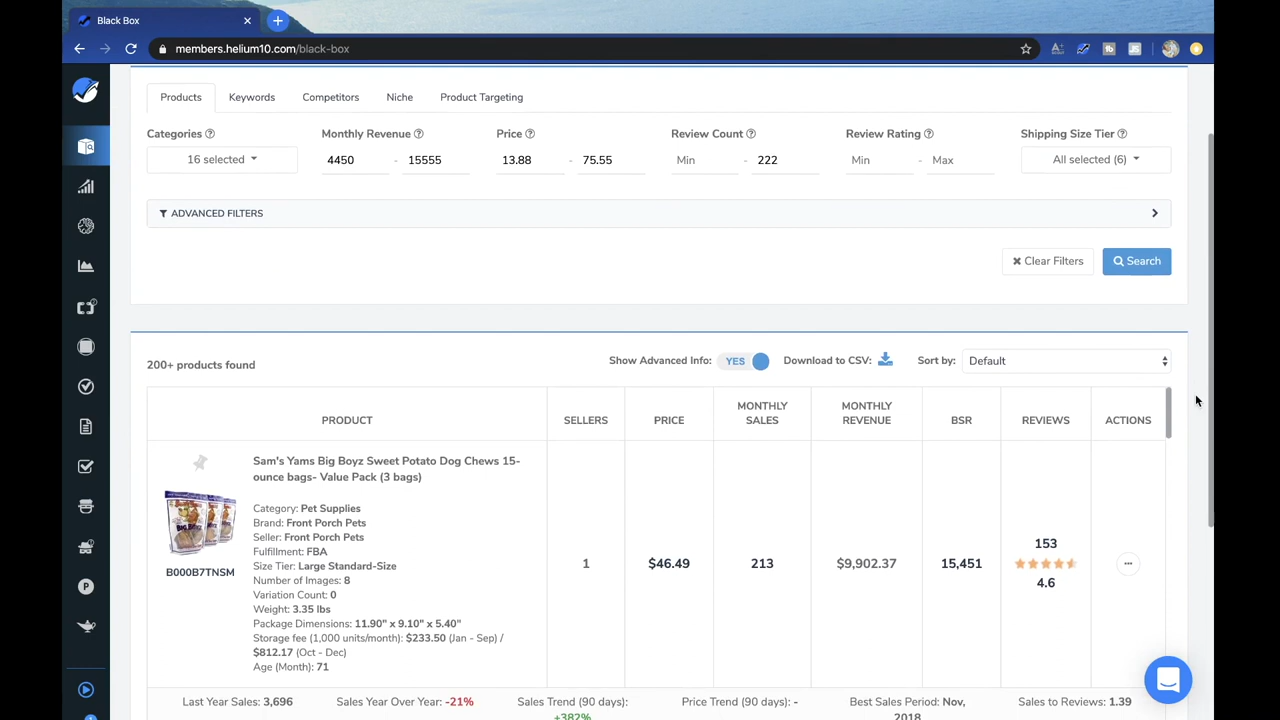 Black Box
members.helium10.com/black-box
Products Keywords Competitors Niche Product Targeting
Categories Monthly Revenue Price Review Count Review Rating Shipping Size Tier
16 selected 4450 - 15555 13.88 - 75.55 Min - 222 Min - Max All selected (6)
ADVANCED FILTERS
Clear Filters Search
200+ products found Show Advanced Info: YES Download to CSV: Sort by: Default
PRODUCT SELLERS PRICE MONTHLY SALES MONTHLY REVENUE BSR REVIEWS ACTIONS
Sam's Yams Big Boyz Sweet Potato Dog Chews 15-
ounce bags- Value Pack (3 bags)
Category: Pet Supplies
Brand: Front Porch Pets
Seller: Front Porch Pets
Fulfillment: FBA
Size Tier: Large Standard-Size
Number of Images: 8
Variation Count: 0
Weight: 3.35 lbs
Package Dimensions: 11.90" x 9.10" x 5.40"
Storage fee (1,000 units/month): $233.50 (Jan - Sep) /
$812.17 (Oct - Dec)
Age (Month): 71
B000B7TNSM
1 $46.49 213 $9,902.37 15,451 153
4.6
Last Year Sales: 3,696 Sales Year Over Year: -21% Sales Trend (90 days): Price Trend (90 days): - Best Sales Period: Nov, Sales to Reviews: 1.39
+382% 2018